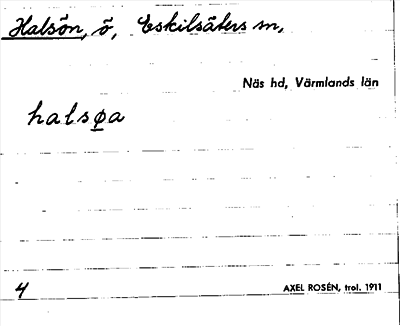 Halsön, ö, Eskilsäters sn,
Näs hd, Värmlands län
halsøa
4
AXEL ROSÉN, trol. 1911